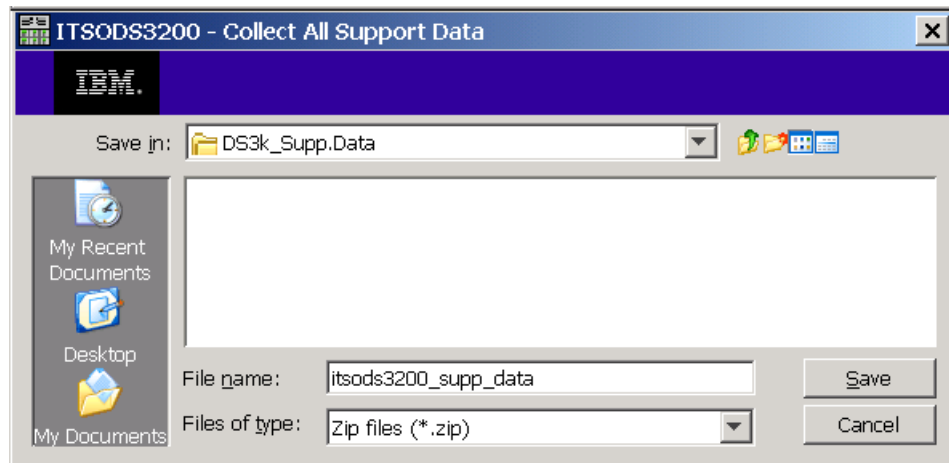 ITSODS3200 - Collect All Support Data
IBM.
Save in: DS3k_Supp.Data
My Recent
Documents
Desktop
My Documents
File name: itsods3200_supp_data
Save
Files of type: Zip files (*.zip)
Cancel